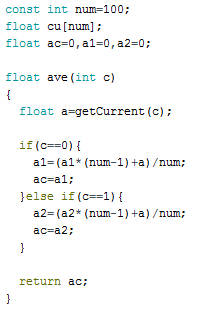 const int num=100;
float cu[num];
float ac=0,a1=0,a2=0;
float ave(int c)
{
float a=getCurrent(c);
if(c==0){
a1=(a1*(num-1)+a)/num;
ac=a1;
}else if(c==1){
a2=(a2*(num-1)+a)/num;
ac=a2;
}
return ac;
}